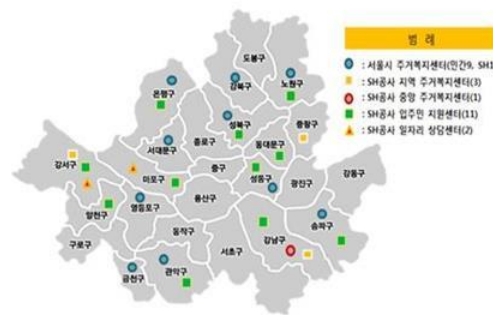 범 례
: 서울시 주거복지센터(민간9, SH1
: SH공사 지역 주거복지센터(3)
: SH공사 중앙 주거복지센터(1)
: SH공사 입주민 지원센터(11)
: SH공사 일자리 상담센터(2)
도봉구
노원구
강북구
은평구
성북구
중랑구
종로구
동대문구
서대문구
강서구
마포구
중구
성동구
광진구
강동구
용산구
양천구
영등포구
동작구
구로구
서초구
강남구
송파구
금천구
관악구